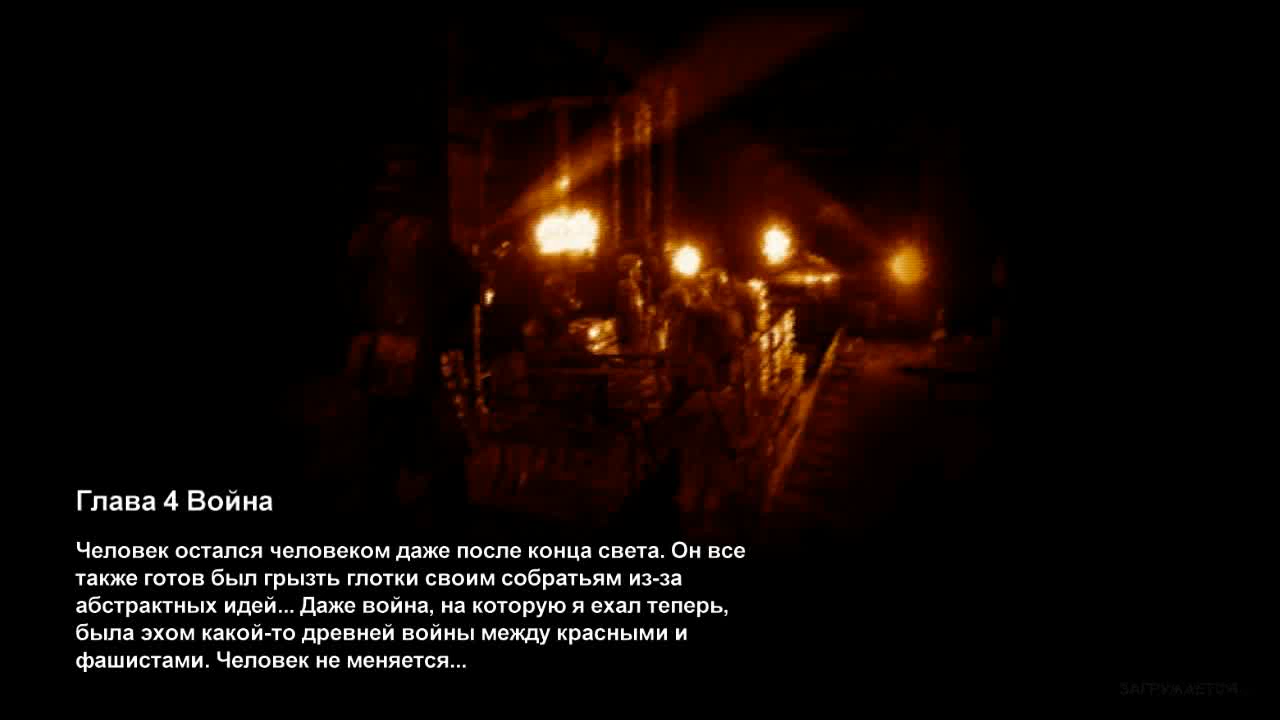 Глава 4 Война
Человек остался человеком даже после конца света. Он все
также готов был грызть глотки своим собратьям из-за
абстрактных идей... Даже война, на которую я ехал теперь,
была эхом какой-то древней войны между красными и
фашистами. Человек не меняется...
ЗАГРУЖАЕТСЯ...